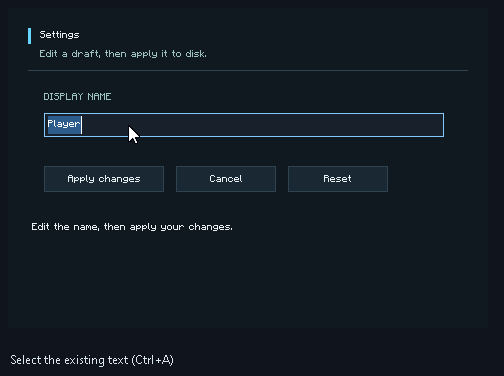 Settings
Edit a draft, then apply it to disk.
DISPLAY NAME
Player
Apply changes
Cancel
Reset
Edit the name, then apply your changes.
Select the existing text (Ctrl+A)